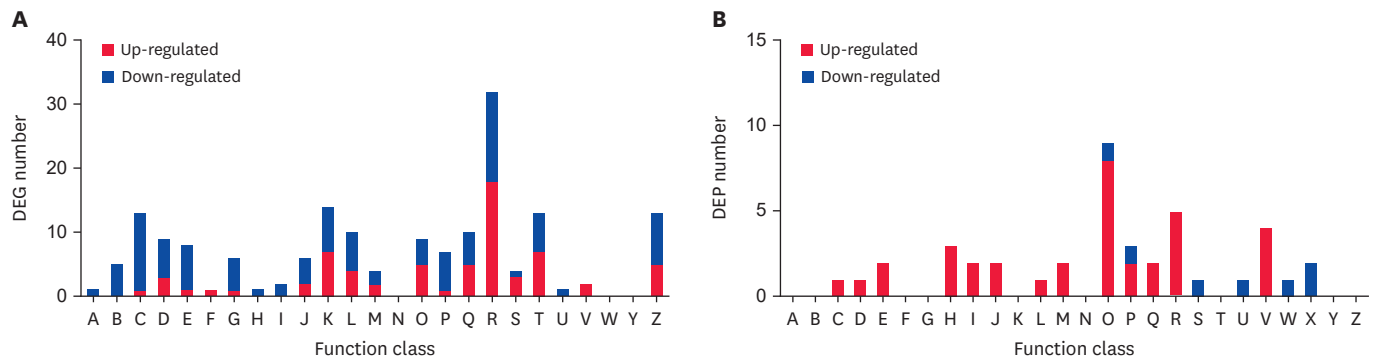 A
40
30
20
10
0
DEG number
Up-regulated
Down-regulated
A B C D E F G H I J K L M N O P Q R S T U V W Y Z
Function class
B
15
10
5
0
DEP number
Up-regulated
Down-regulated
A B C D E F G H I J K L M N O P Q R S T U V W X Y Z
Function class